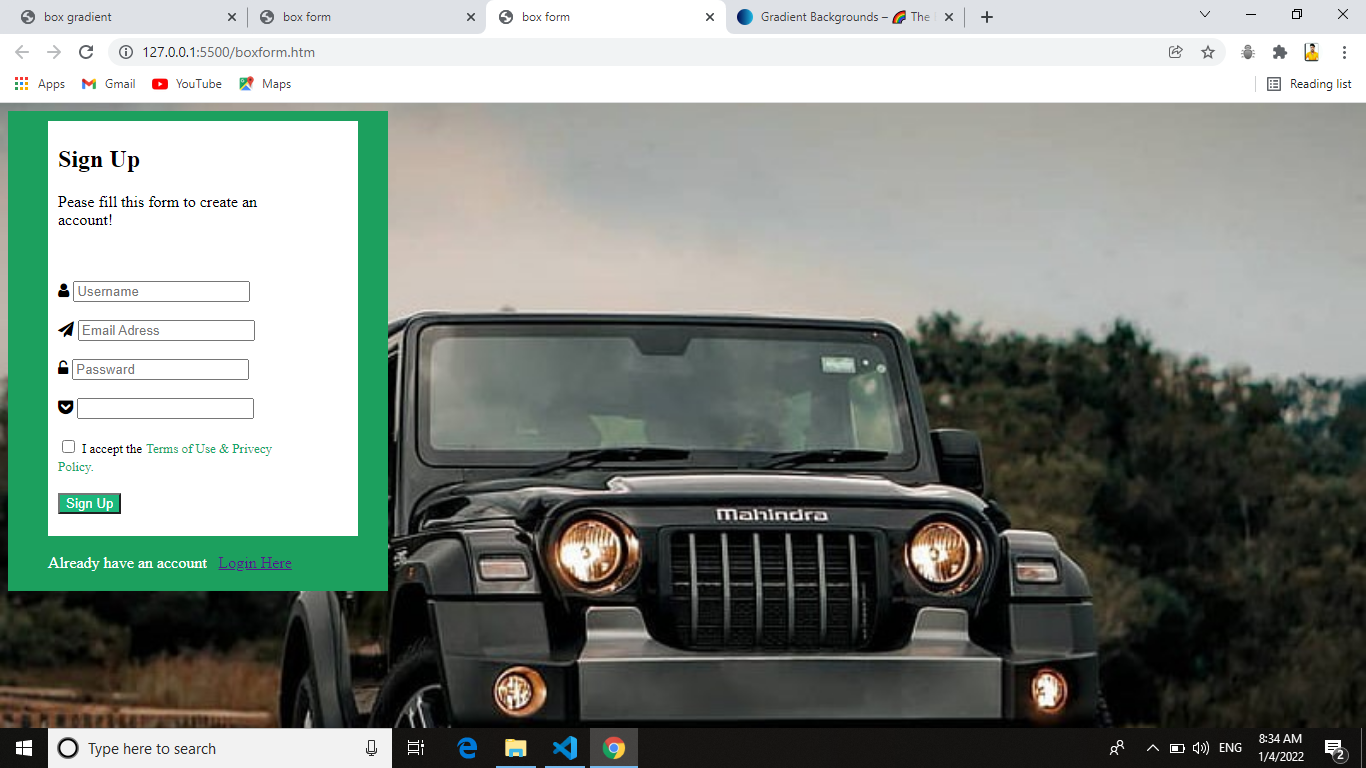 box gradient
box form
box form
Gradient Backgrounds – 🌈 The
127.0.0.1:5500/boxform.htm
Apps
Gmail
YouTube
Maps
Reading list
Sign Up
Pease fill this form to create an
account!
Username
Email Adress
Password
I accept the Terms of Use & Privacy
Policy.
Sign Up
Already have an account Login Here
mahindra
Type here to search
ENG
8:34 AM
1/4/2022
2